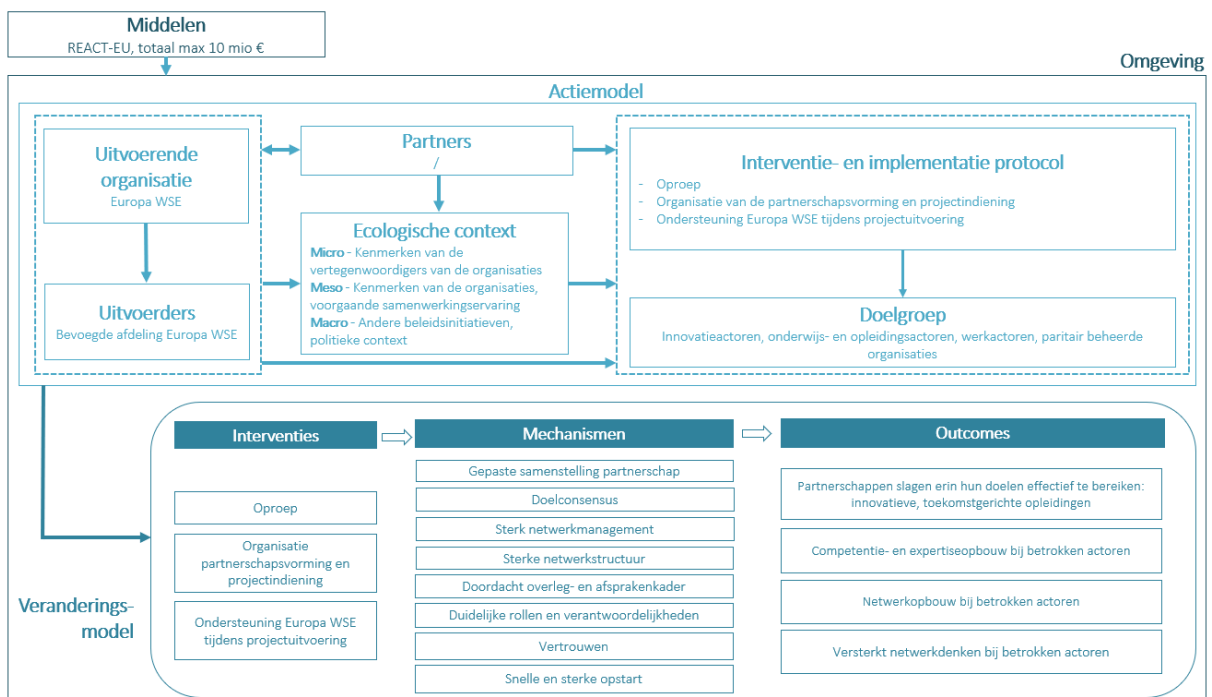 Middelen
REACT-EU, totaal max 10 mio €
Omgeving
Actiemodel
Uitvoerende
organisatie
Europa WSE
Uitvoerders
Bevoegde afdeling Europa WSE
Partners
/
Ecologische context
Micro - Kenmerken van de
vertegenwoordigers van de organisaties
Meso - Kenmerken van de organisaties,
voorgaande samenwerkingservaring
Macro - Andere beleidsinitiatieven,
politieke context
Interventie- en implementatie protocol
- Oproep
- Organisatie van de partnerschapsvorming en projectindiening
- Ondersteuning Europa WSE tijdens projectuitvoering
Doelgroep
Innovatieactoren, onderwijs- en opleidingsactoren, werkactoren, paritair beheerde
organisaties
Veranderings-
model
Interventies
Oproep
Organisatie
partnerschapsvorming en
projectindiening
Ondersteuning Europa WSE
tijdens projectuitvoering
Mechanismen
Gepaste samenstelling partnerschap
Doelconsensus
Sterk netwerkmanagement
Sterke netwerkstructuur
Doordacht overleg- en afsprakenkader
Duidelijke rollen en verantwoordelijkheden
Vertrouwen
Snelle en sterke opstart
Outcomes
Partnerschappen slagen erin hun doelen effectief te bereiken:
innovatieve, toekomstgerichte opleidingen
Competentie- en expertiseopbouw bij betrokken actoren
Netwerkopbouw bij betrokken actoren
Versterkt netwerkdenken bij betrokken actoren